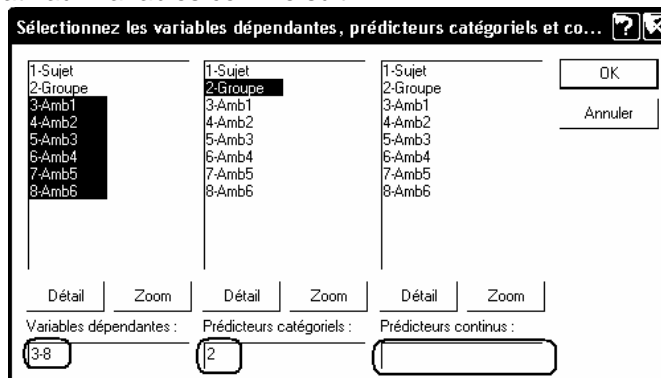 Sélectionnez les variables dépendantes, prédicteurs catégoriels et co...
1-Sujet
2-Groupe
3-Amb1
4-Amb2
5-Amb3
6-Amb4
7-Amb5
8-Amb6
1-Sujet
2-Groupe
3-Amb1
4-Amb2
5-Amb3
6-Amb4
7-Amb5
8-Amb6
1-Sujet
2-Groupe
3-Amb1
4-Amb2
5-Amb3
6-Amb4
7-Amb5
8-Amb6
OK
Annuler
Détail Zoom Détail Zoom Détail Zoom
Variables dépendantes : Prédicteurs catégoriels : Prédicteurs continus :
3-8 2